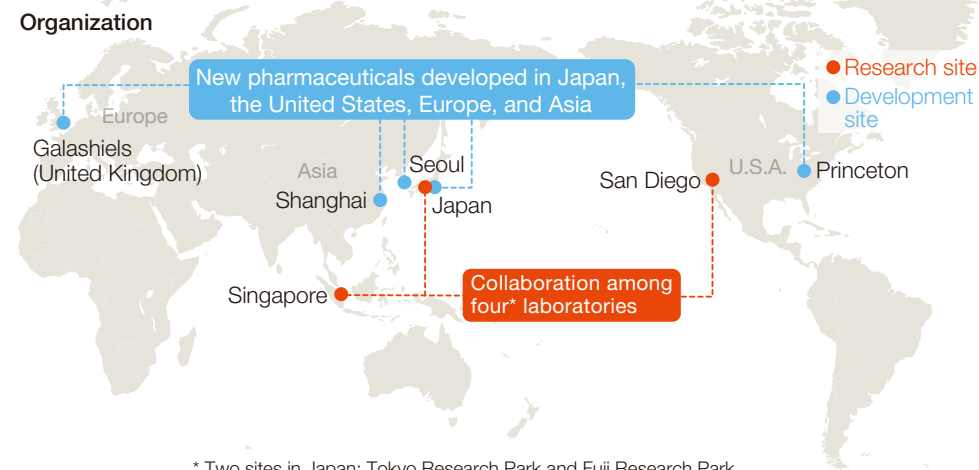 Organization
New pharmaceuticals developed in Japan,
the United States, Europe, and Asia
Research site
Development
site
Europe
Galashiels
(United Kingdom)
Asia
Seoul
Shanghai
Japan
San Diego
U.S.A.
Princeton
Singapore
Collaboration among
four* laboratories
* Two sites in Japan: Tokyo Research Park and Fuji Research Park